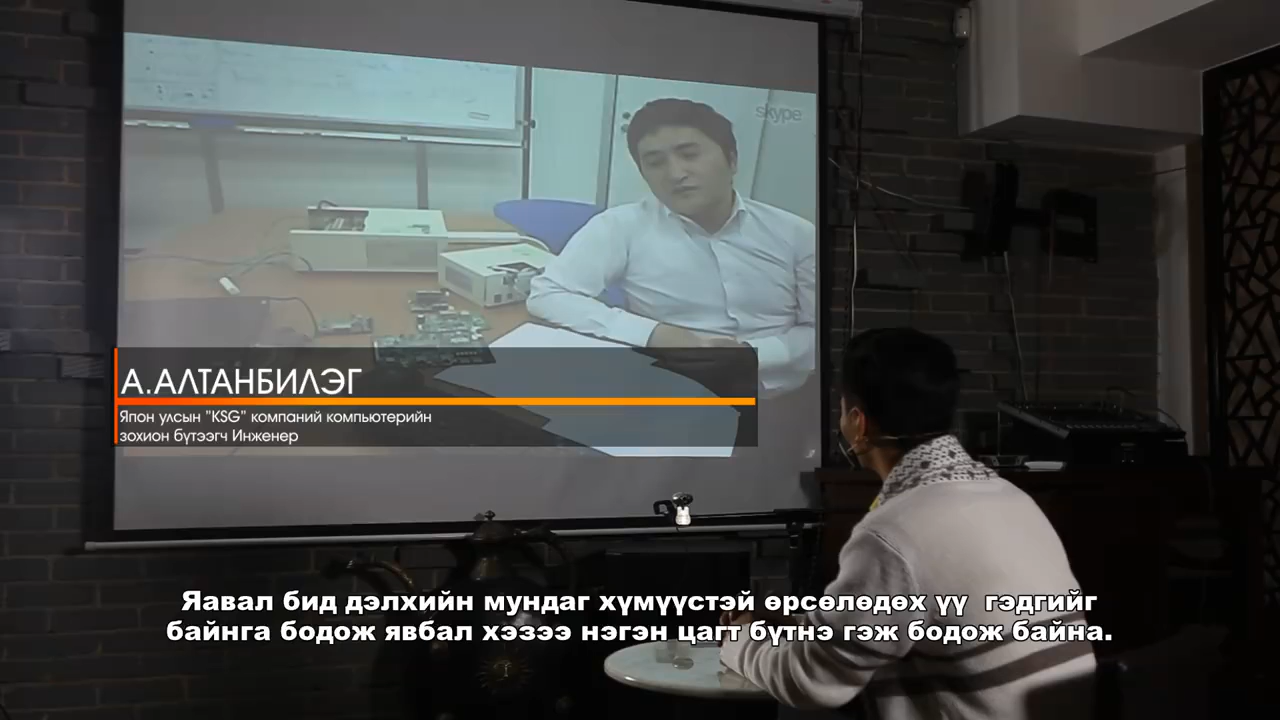 skype
А.АЛТАНБИЛЭГ
Япон улсын "KSG" компаний компьютерийн
зохион бүтээгч Инженер
Яавал бид дэлхийн мундаг хүмүүстэй өрсөлөдөх үү гэдгийг
байнга бодож явбал хэзээ нэгэн цагт бүтнэ гэж бодож байна.